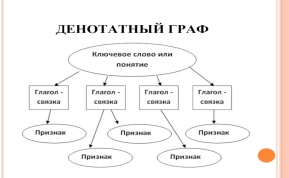 ДЕНОТАТНЫЙ ГРАФ
Ключевое слово или
понятие
Глагол -
связка
Глагол -
связка
Глагол -
связка
Глагол -
связка
Признак
Признак
Признак
Признак
Признак